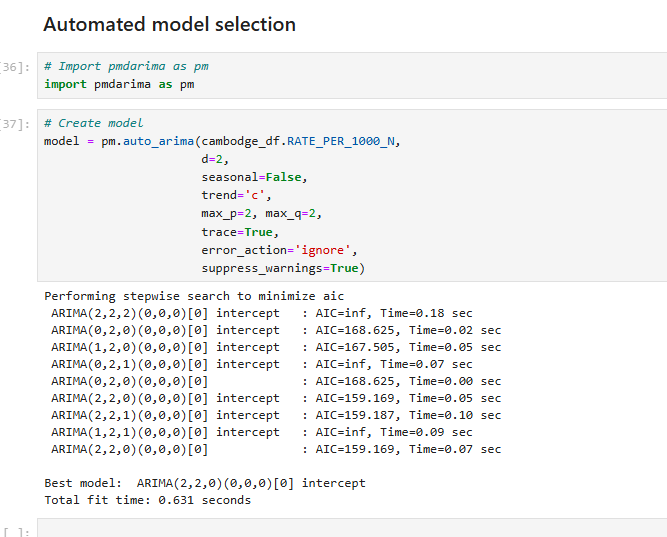 Automated model selection
[36]: # Import pmdarima as pm
import pmdarima as pm
[37]: # Create model
model = pm.auto_arima(cambodge_df.RATE_PER_1000_N,
d=2,
seasonal=False,
trend='c',
max_p=2, max_q=2,
trace=True,
error_action='ignore',
suppress_warnings=True)
Performing stepwise search to minimize aic
ARIMA(2,2,2)(0,0,0)[0] intercept   : AIC=inf, Time=0.18 sec
ARIMA(0,2,0)(0,0,0)[0] intercept   : AIC=168.625, Time=0.02 sec
ARIMA(1,2,0)(0,0,0)[0] intercept   : AIC=167.505, Time=0.05 sec
ARIMA(0,2,1)(0,0,0)[0] intercept   : AIC=inf, Time=0.07 sec
ARIMA(0,2,0)(0,0,0)[0]             : AIC=168.625, Time=0.00 sec
ARIMA(2,2,0)(0,0,0)[0] intercept   : AIC=159.169, Time=0.05 sec
ARIMA(2,2,1)(0,0,0)[0] intercept   : AIC=159.187, Time=0.10 sec
ARIMA(1,2,1)(0,0,0)[0] intercept   : AIC=inf, Time=0.09 sec
ARIMA(2,2,0)(0,0,0)[0]             : AIC=159.169, Time=0.07 sec
Best model:  ARIMA(2,2,0)(0,0,0)[0] intercept
Total fit time: 0.631 seconds
[ ]: